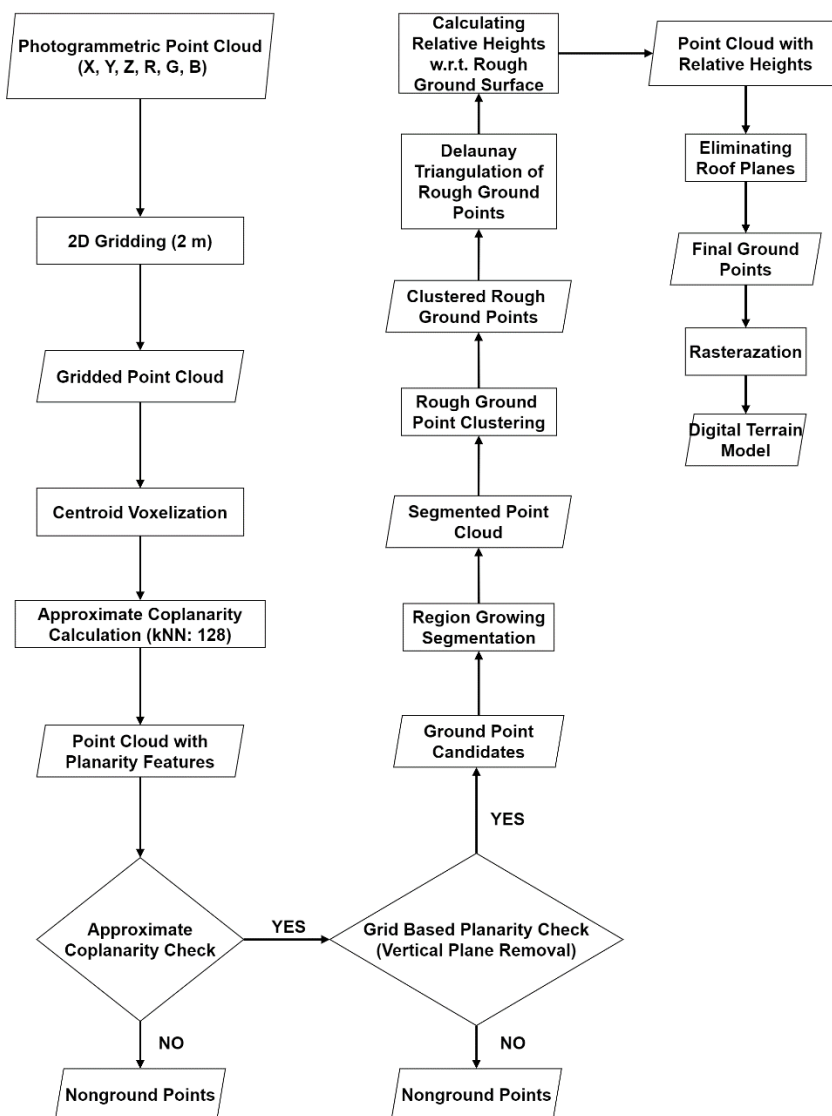 Photogrammetric Point Cloud
(X, Y, Z, R, G, B)
2D Gridding (2 m)
Gridded Point Cloud
Centroid Voxelization
Approximate Coplanarity
Calculation (kNN: 128)
Point Cloud with
Planarity Features
Approximate
Coplanarity Check
YES
NO
Nonground Points
Grid Based Planarity Check
(Vertical Plane Removal)
NO
Nonground Points
YES
Ground Point
Candidates
Region Growing
Segmentation
Segmented Point
Cloud
Rough Ground
Point Clustering
Clustered Rough
Ground Points
Delaunay
Triangulation of
Rough Ground
Points
Calculating
Relative Heights
w.r.t. Rough
Ground Surface
Point Cloud with
Relative Heights
Eliminating
Roof Planes
Final Ground
Points
Rasterazation
Digital Terrain
Model